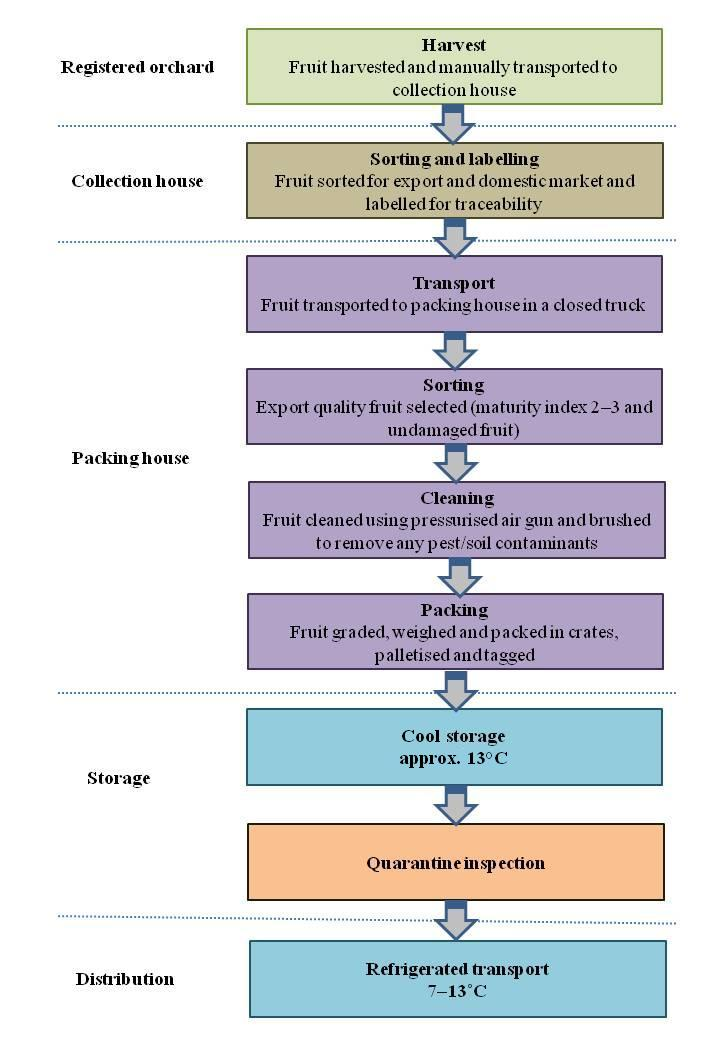 Registered orchard
Harvest
Fruit harvested and manually transported to
collection house
Collection house
Sorting and labelling
Fruit sorted for export and domestic market and
labelled for traceability
Transport
Fruit transported to packing house in a closed truck
Sorting
Export quality fruit selected (maturity index 2–3 and
undamaged fruit)
Packing house
Cleaning
Fruit cleaned using pressurised air gun and brushed
to remove any pest/soil contaminants
Packing
Fruit graded, weighed and packed in crates,
palletised and tagged
Storage
Cool storage
approx. 13°C
Quarantine inspection
Distribution
Refrigerated transport
7–13˚C